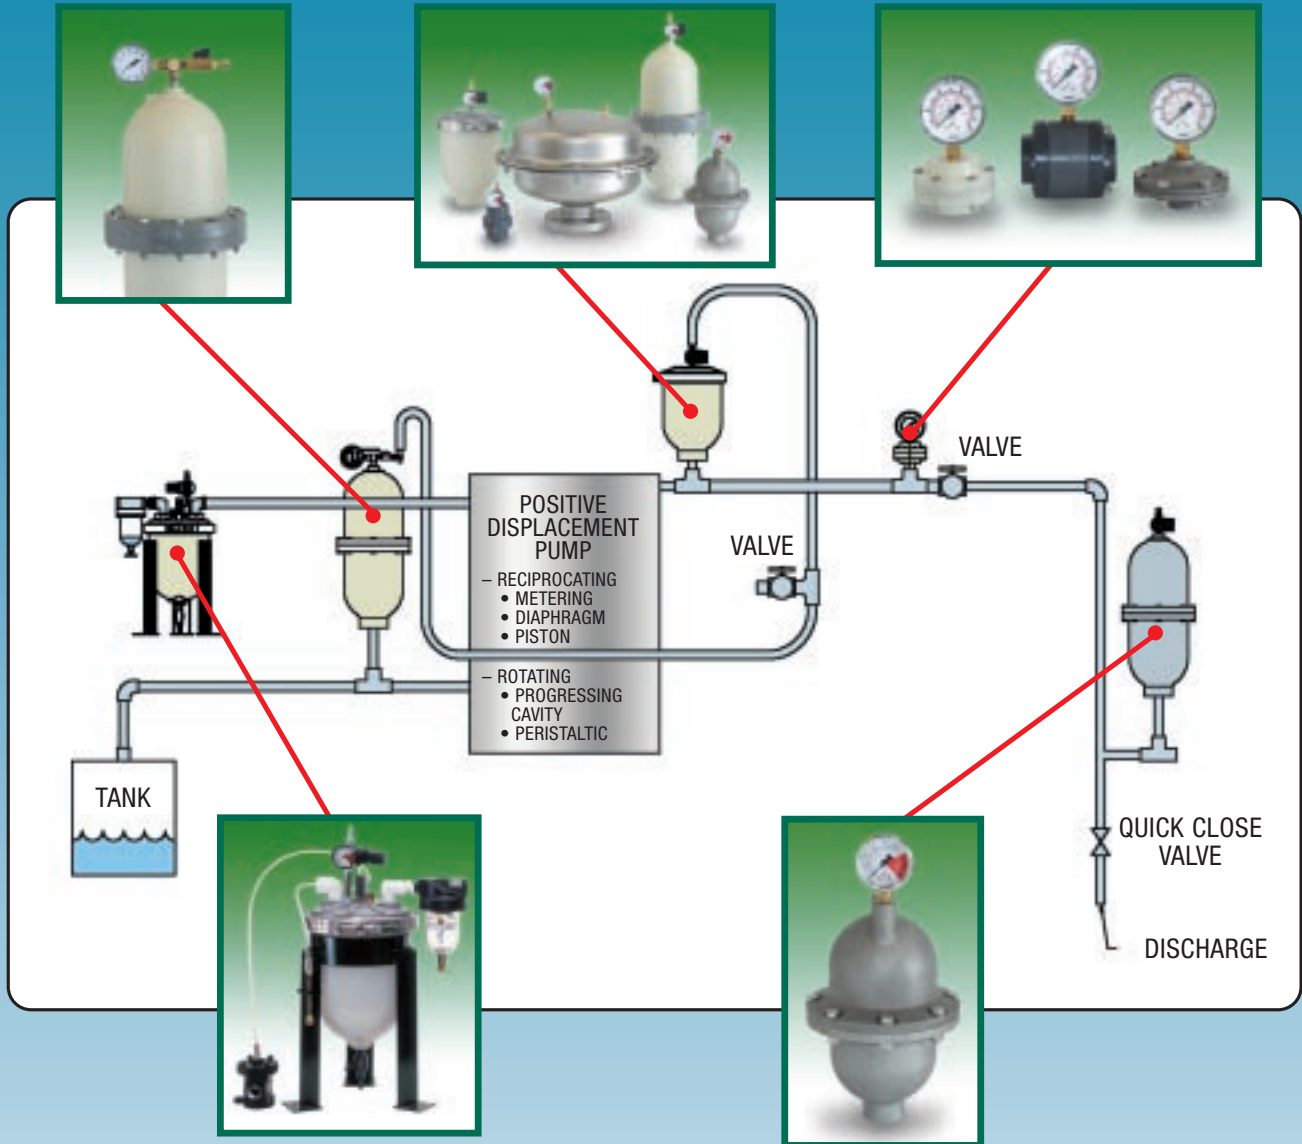 POSITIVE
DISPLACEMENT
PUMP
– RECIPROCATING
• METERING
• DIAPHRAGM
• PISTON
– ROTATING
• PROGRESSING
CAVITY
• PERISTALTIC
VALVE
VALVE
TANK
QUICK CLOSE
VALVE
DISCHARGE